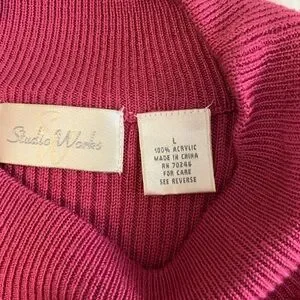 Studio Works
L
100% ACRYLIC
MADE IN CHINA
RN 70246
FOR CARE
SEE REVERSE